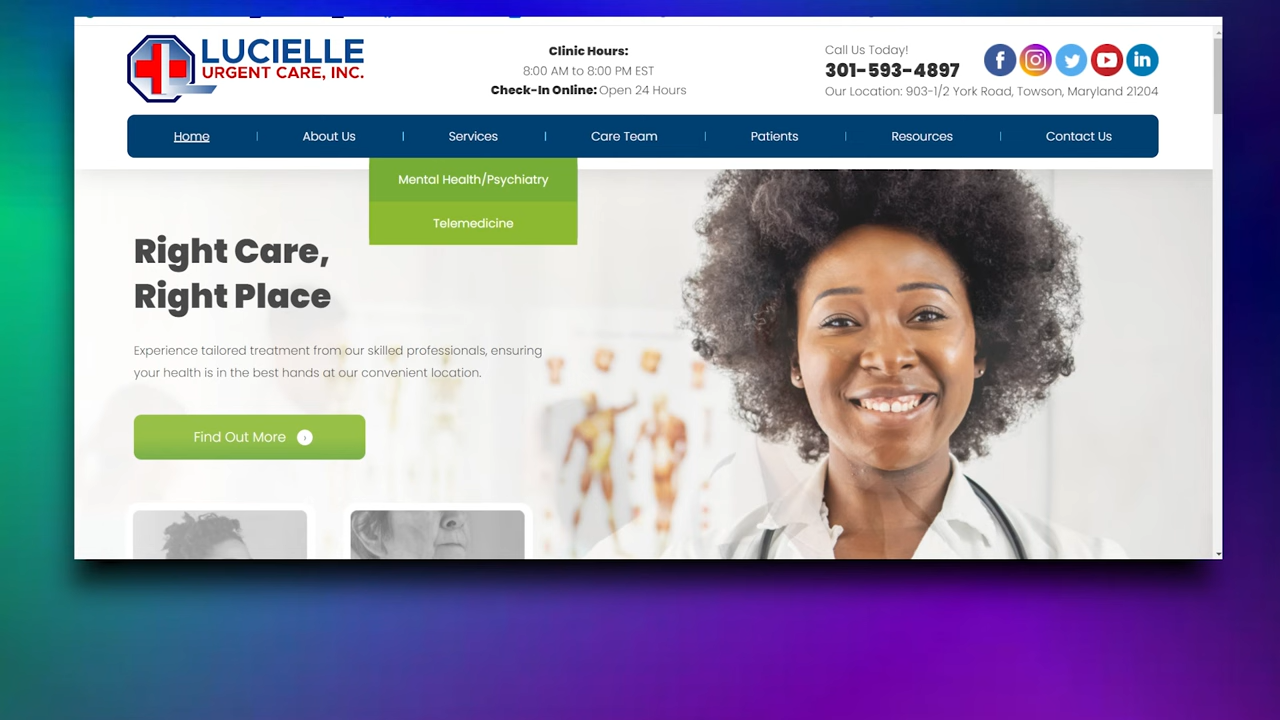 LUCIELLE
URGENT CARE, INC.
Clinic Hours:
8:00 AM to 8:00 PM EST
Check-In Online: Open 24 Hours
Call Us Today!
301-593-4897
Our Location: 903-1/2 York Road, Towson, Maryland 21204
Home
About Us
Services
Care Team
Patients
Resources
Contact Us
Mental Health/Psychiatry
Telemedicine
Right Care,
Right Place
Experience tailored treatment from our skilled professionals, ensuring
your health is in the best hands at our convenient location.
Find Out More